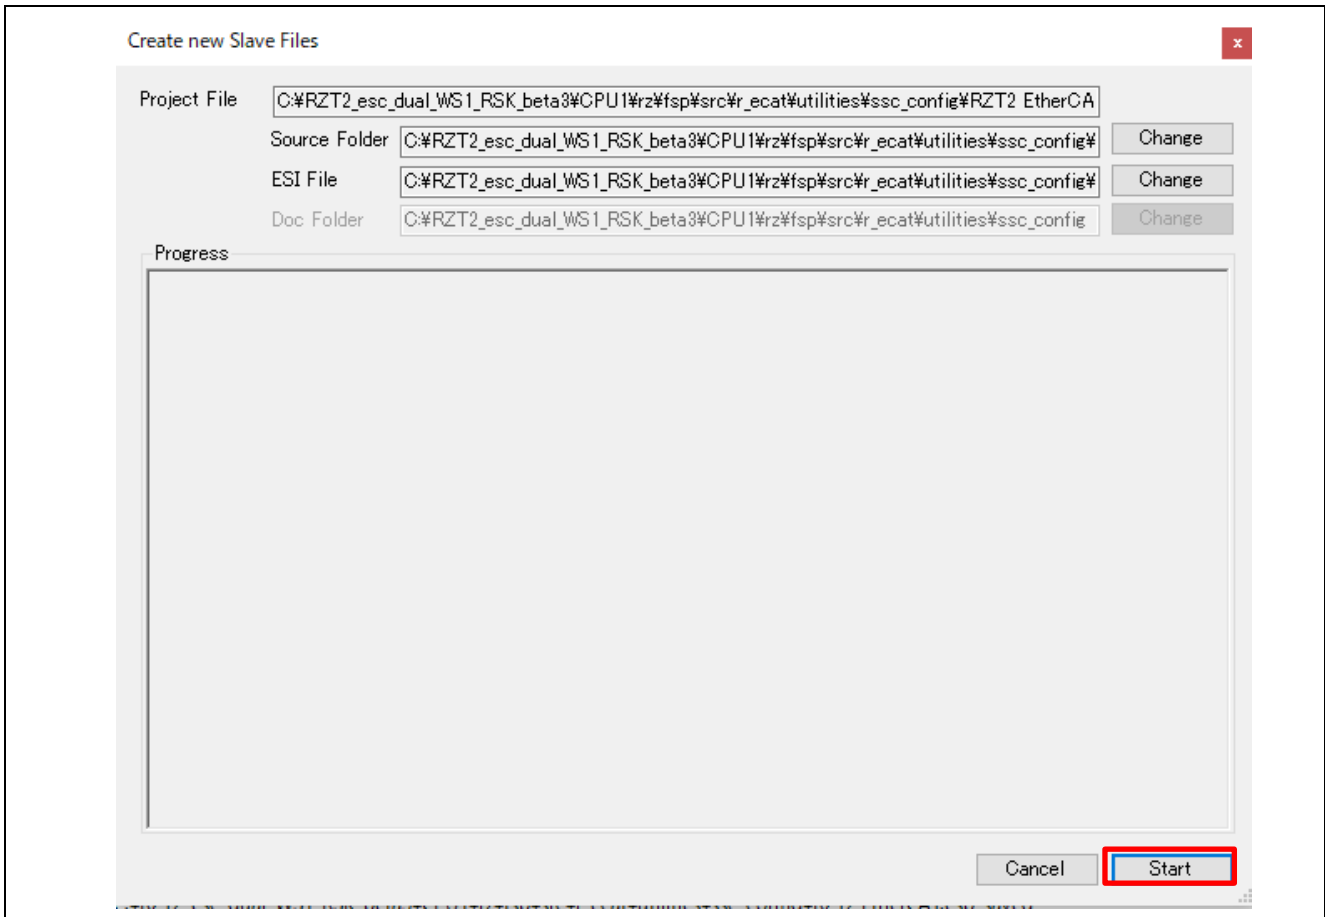 Create new Slave Files
x
Project File C:¥RZT2_esc_dual_WS1_RSK_beta3¥CPU1¥rz¥fsp¥src¥r_ecat¥utilities¥ssc_config¥RZT2 EtherCA
Source Folder C:¥RZT2_esc_dual_WS1_RSK_beta3¥CPU1¥rz¥fsp¥src¥r_ecat¥utilities¥ssc_config¥ Change
ESI File C:¥RZT2_esc_dual_WS1_RSK_beta3¥CPU1¥rz¥fsp¥src¥r_ecat¥utilities¥ssc_config¥ Change
Doc Folder C:¥RZT2_esc_dual_WS1_RSK_beta3¥CPU1¥rz¥fsp¥src¥r_ecat¥utilities¥ssc_config Change
Progress
Cancel Start